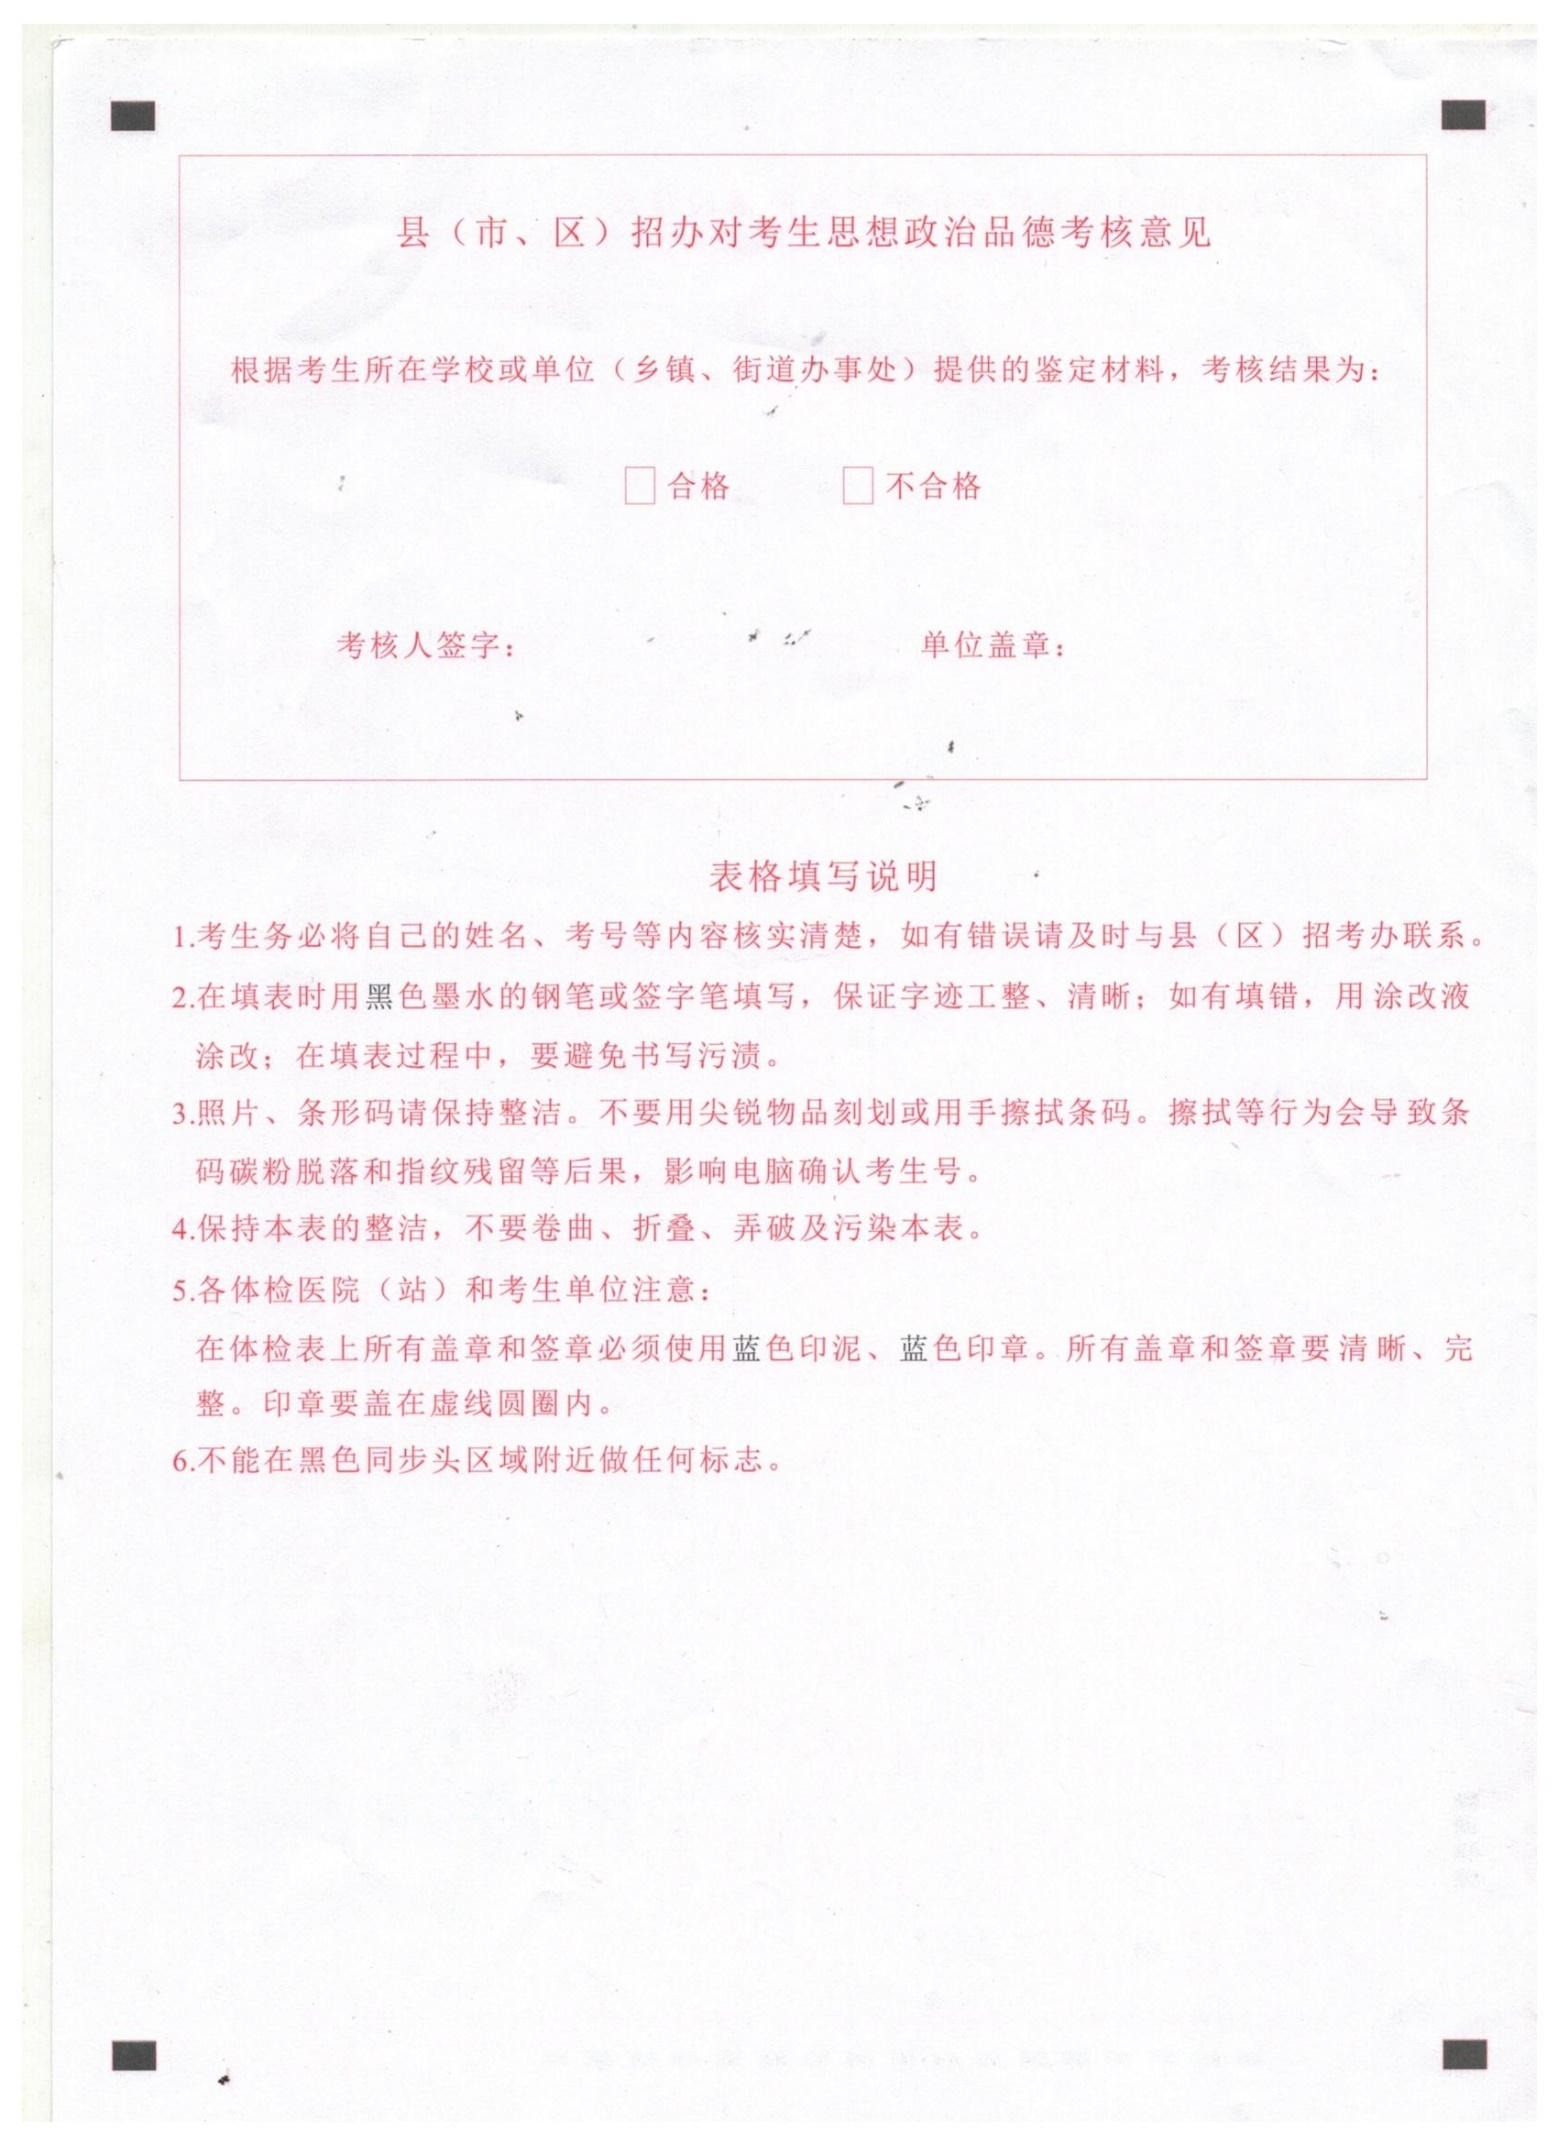 县（市、区）招办对考生思想政治品德考核意见
根据考生所在学校或单位（乡镇、街道办事处）提供的鉴定材料，考核结果为：
□合格 □不合格
考核人签字： 单位盖章：
表格填写说明
1.考生务必将自己的姓名、考号等内容核实清楚，如有错误请及时与县（区）招考办联系。
2.在填表时用黑色墨水的钢笔或签字笔填写，保证字迹工整、清晰；如有填错，用涂改液
涂改；在填表过程中，要避免书写污渍。
3.照片、条形码请保持整洁。不要用尖锐物品刻划或用手擦拭条码。擦拭等行为会导致条
码碳粉脱落和指纹残留等后果，影响电脑确认考生号。
4.保持本表的整洁，不要卷曲、折叠、弄破及污染本表。
5.各体检医院（站）和考生单位注意：
在体检表上所有盖章和签章必须使用蓝色印泥、蓝色印章。所有盖章和签章要清晰、完
整。印章要盖在虚线圆圈内。
6.不能在黑色同步头区域附近做任何标志。